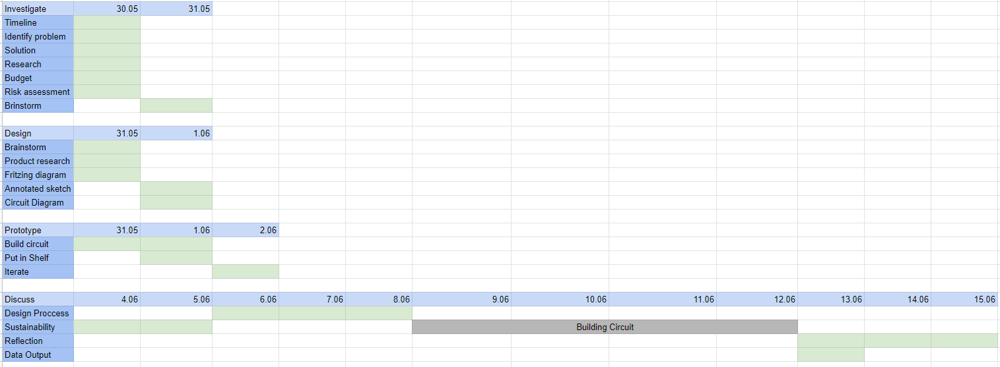 Investigate 30.05 31.05
Timeline
Identify problem
Solution
Research
Budget
Risk assessment
Brinstorm
Design 31.05 1.06
Brainstorm
Product research
Fritzing diagram
Annotated sketch
Circuit Diagram
Prototype 31.05 1.06 2.06
Build circuit
Put in Shelf
Iterate
Discuss 4.06 5.06 6.06 7.06 8.06 9.06 10.06 11.06 12.06 13.06 14.06 15.06
Design Proccess
Sustainability Building Circuit
Reflection
Data Output